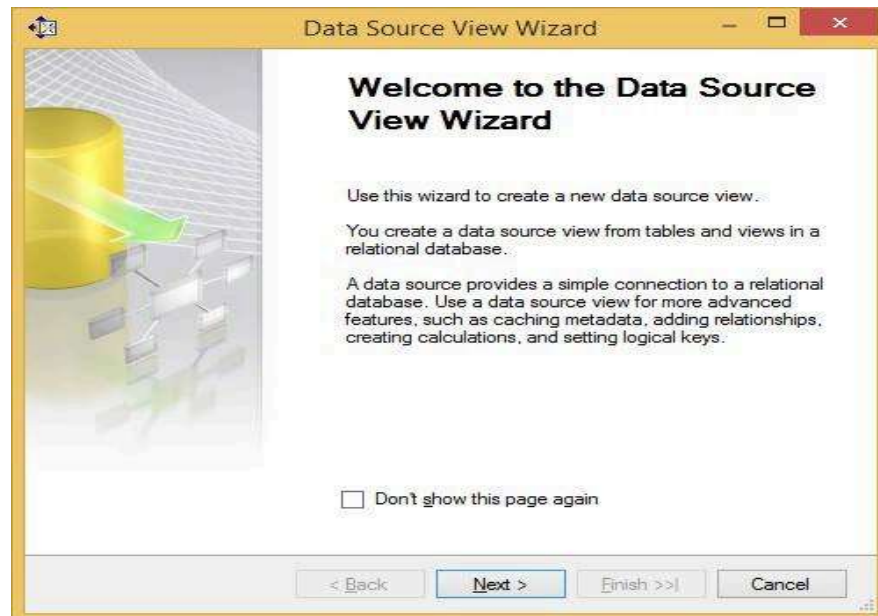 Data Source View Wizard
Welcome to the Data Source
View Wizard
Use this wizard to create a new data source view.
You create a data source view from tables and views in a
relational database.
A data source provides a simple connection to a relational
database. Use a data source view for more advanced
features, such as caching metadata, adding relationships,
creating calculations, and setting logical keys.
Don't show this page again
< Back
Next >
Finish >>|
Cancel